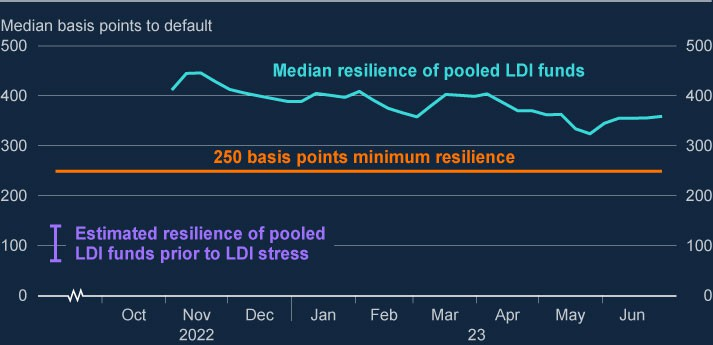 Median basis points to default
500 500
Median resilience of pooled LDI funds
400 400
300 300
250 basis points minimum resilience
200 200
Estimated resilience of pooled
LDI funds prior to LDI stress
100 100
0 0
Oct Nov Dec Jan Feb Mar Apr May Jun
2022 23